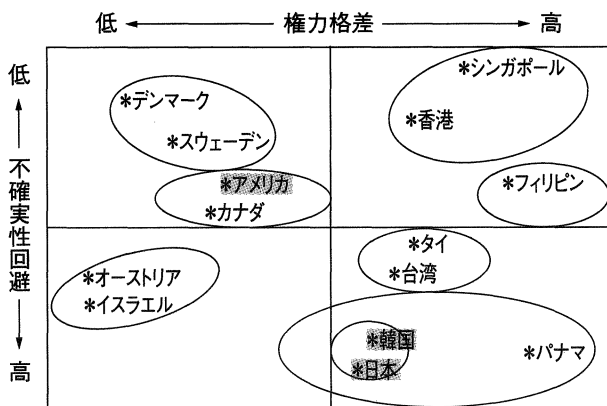 低 ← 権力格差 → 高
低
↑
不確実性回避
↓
高
*デンマーク
*スウェーデン
*アメリカ
*カナダ
*シンガポール
*香港
*フィリピン
*オーストリア
*イスラエル
*タイ
*台湾
*韓国
*日本
*パナマ